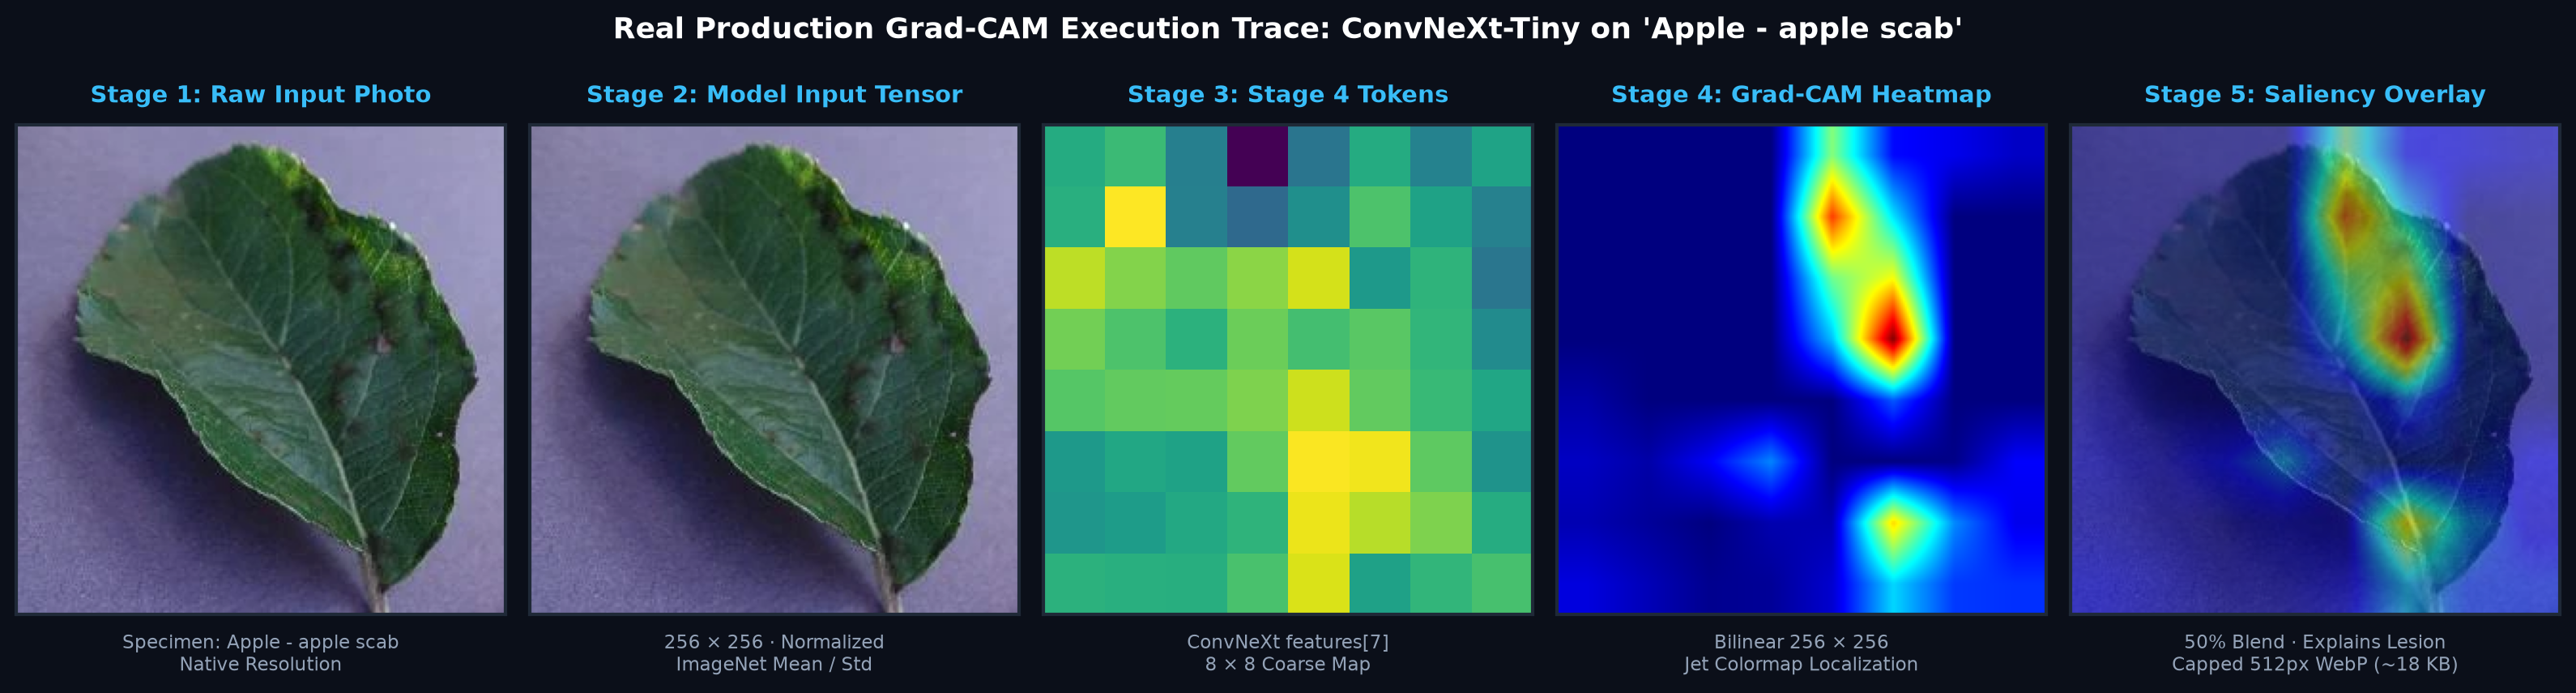 Real Production Grad-CAM Execution Trace: ConvNeXt-Tiny on 'Apple - apple scab'
Stage 1: Raw Input Photo
Stage 2: Model Input Tensor
Stage 3: Stage 4 Tokens
Stage 4: Grad-CAM Heatmap
Stage 5: Saliency Overlay
Specimen: Apple - apple scab
Native Resolution
256 × 256 · Normalized
ImageNet Mean / Std
ConvNeXt features[7]
8 × 8 Coarse Map
Bilinear 256 × 256
Jet Colormap Localization
50% Blend · Explains Lesion
Capped 512px WebP (~18 KB)